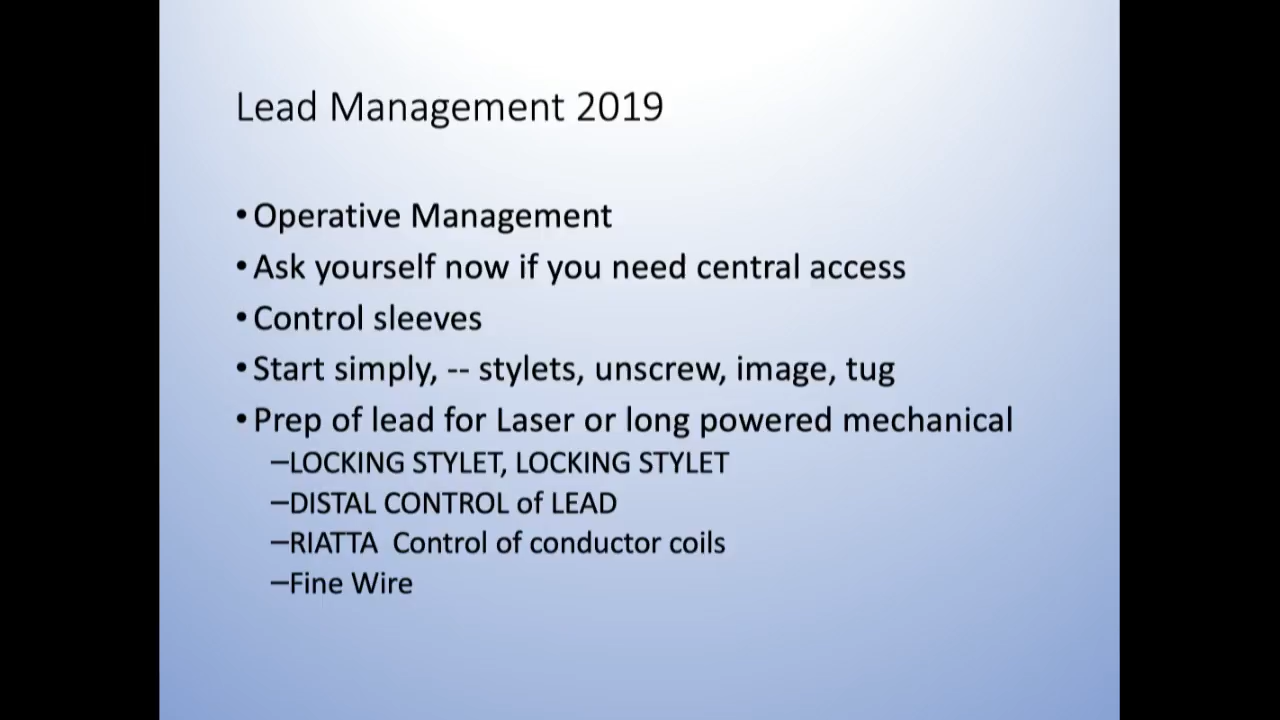 Lead Management 2019
•Operative Management
•Ask yourself now if you need central access
•Control sleeves
•Start simply, -- stylets, unscrew, image, tug
•Prep of lead for Laser or long powered mechanical
–LOCKING STYLET, LOCKING STYLET
–DISTAL CONTROL of LEAD
–RIATTA  Control of conductor coils
–Fine Wire